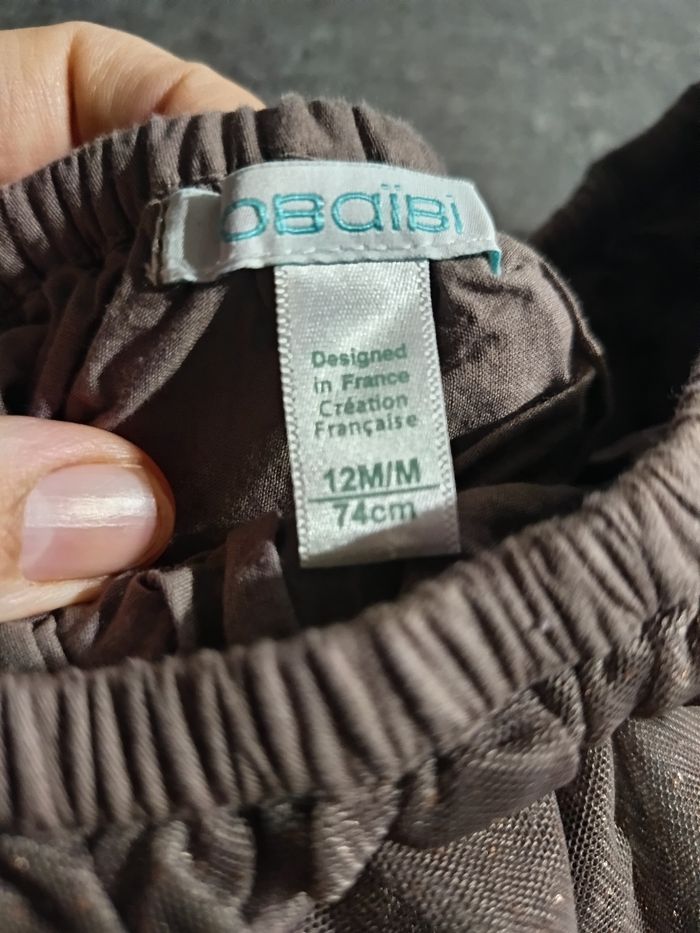 obaïbi
Designed
in France
Création
Française
12M/M
74cm